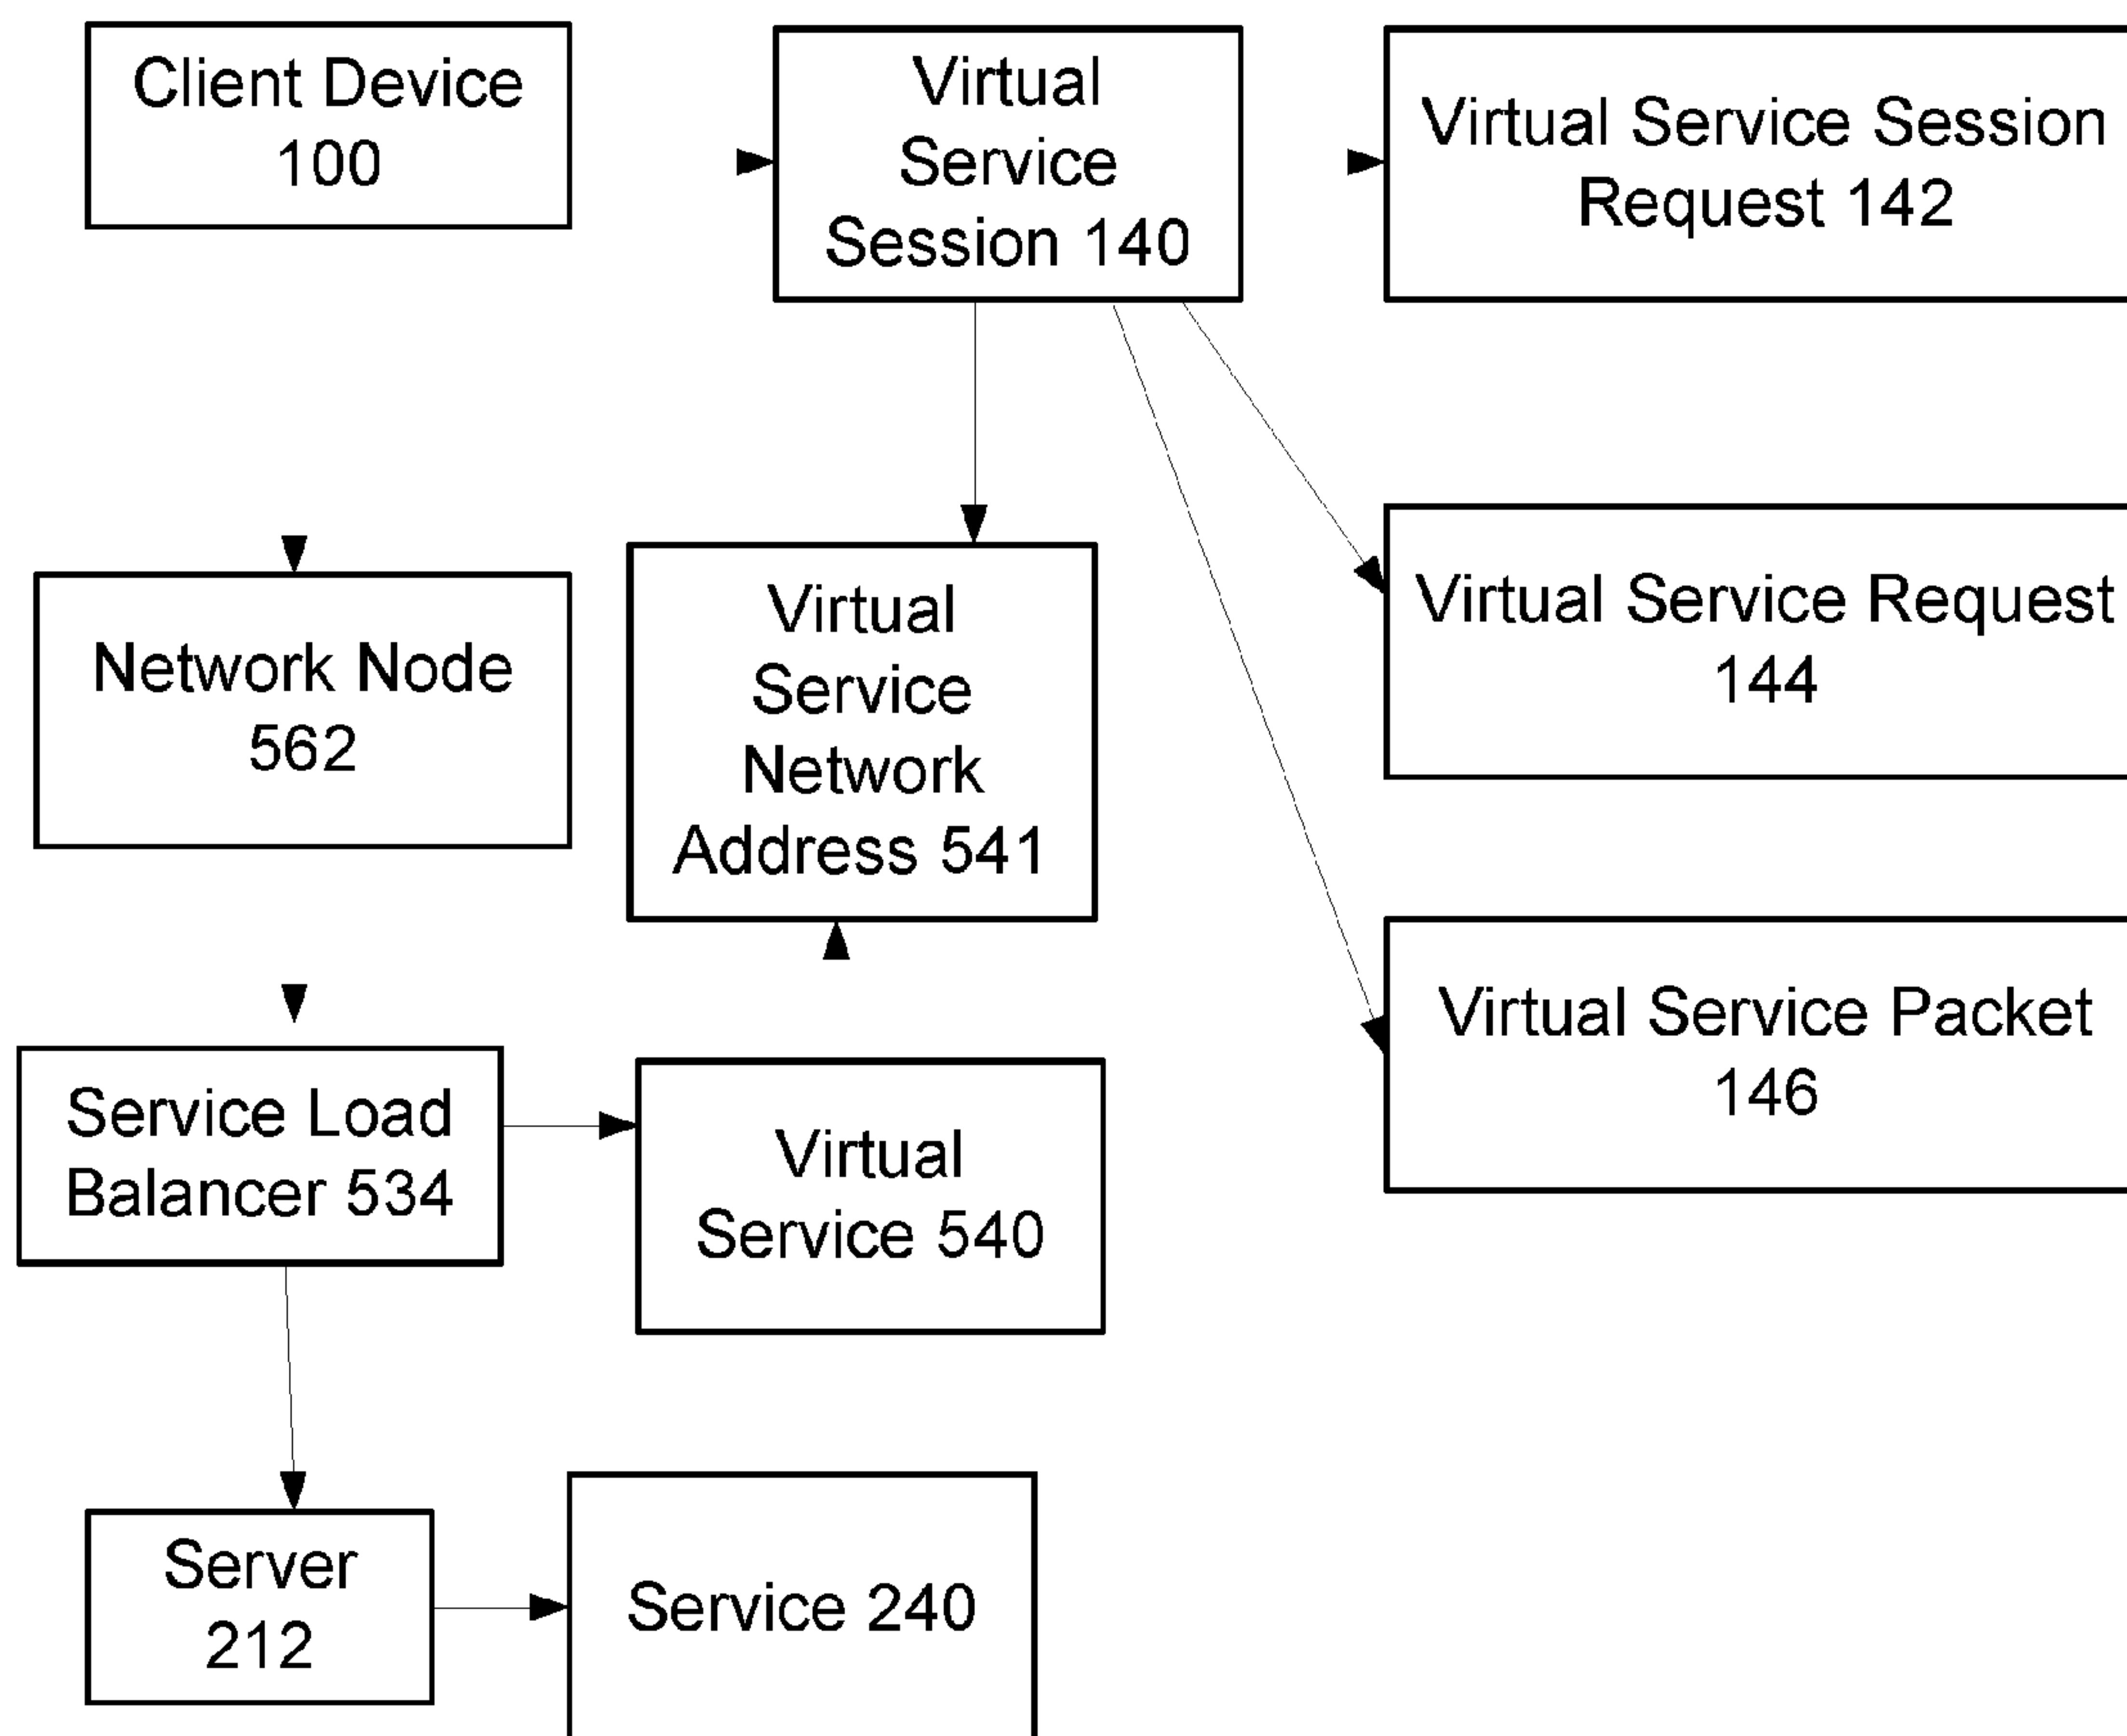 Client Device
100
Virtual
Service
Session 140
Virtual Service Session
Request 142
Network Node
562
Virtual
Service
Network
Address 541
Virtual Service Request
144
Virtual Service Packet
146
Service Load
Balancer 534
Virtual
Service 540
Server
212
Service 240